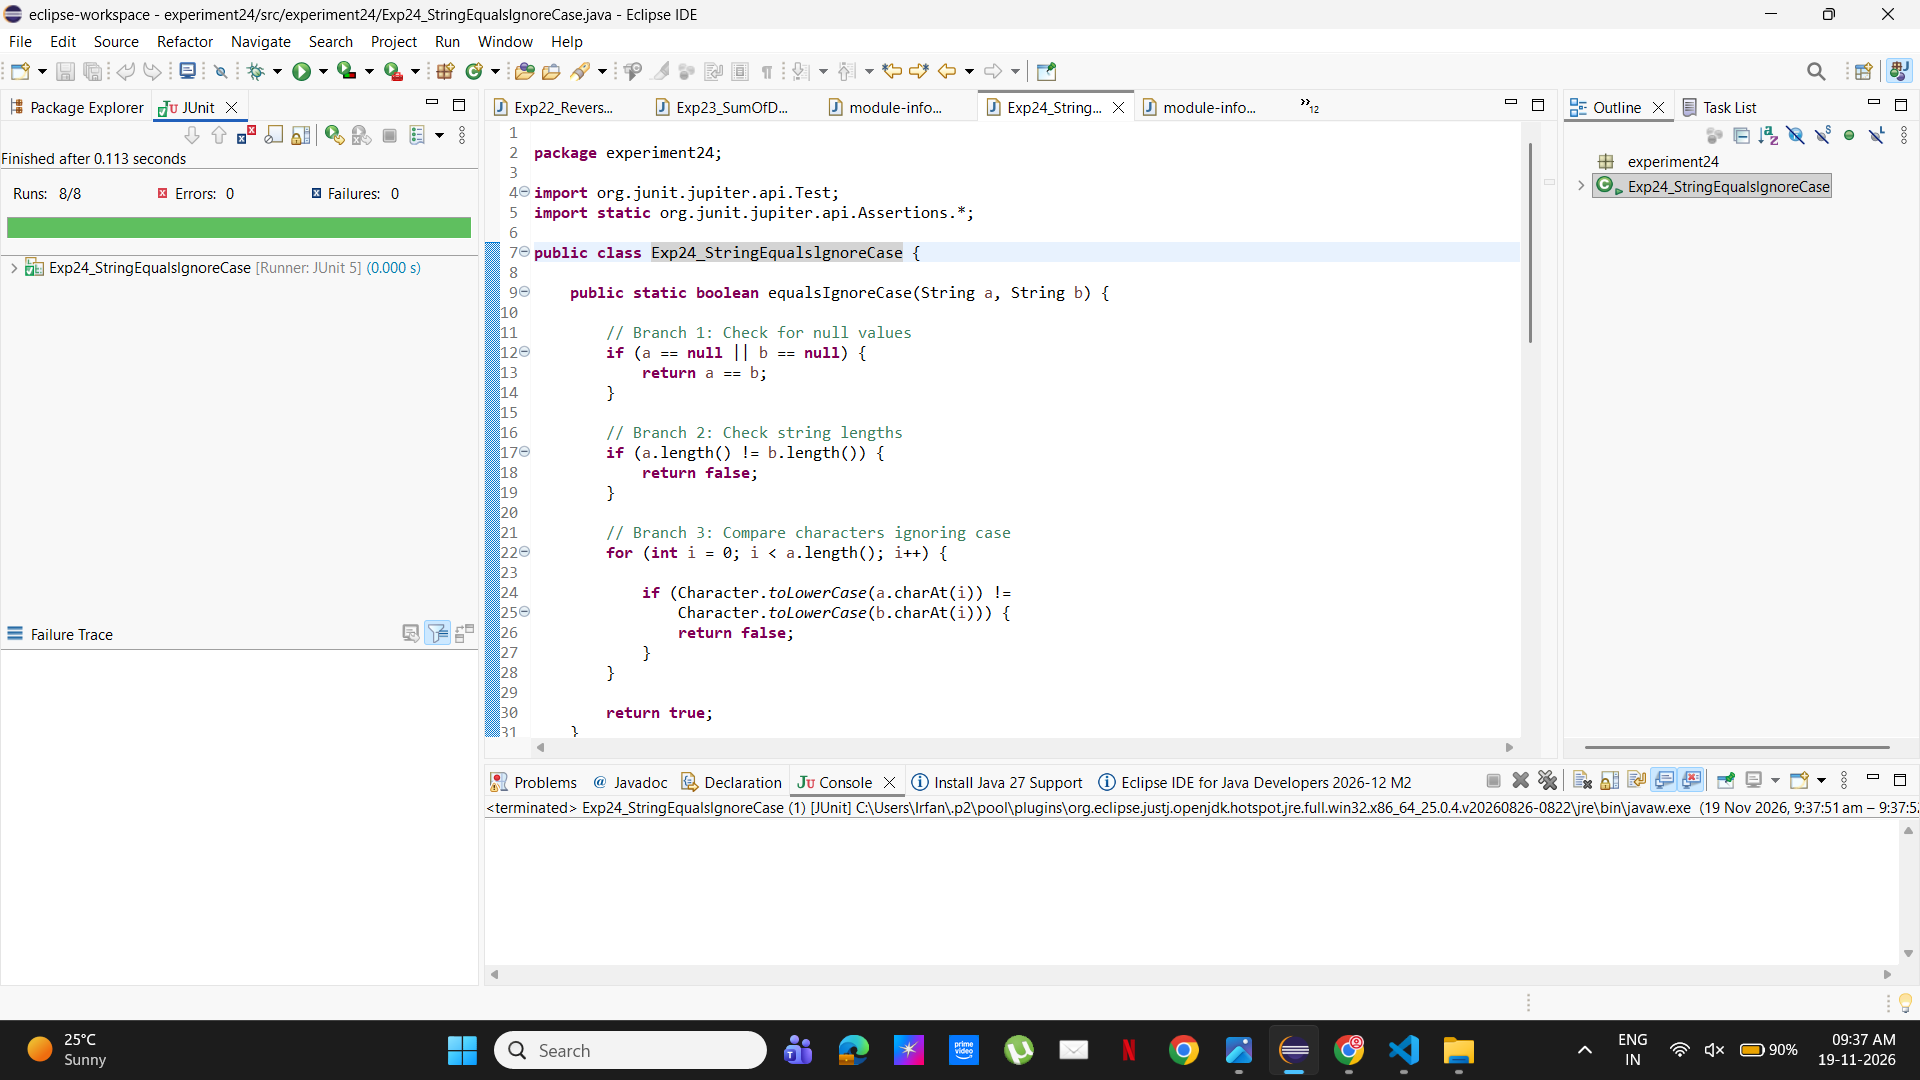 eclipse-workspace - experiment24/src/experiment24/Exp24_StringEqualsIgnoreCase.java - Eclipse IDE
File Edit Source Refactor Navigate Search Project Run Window Help
Package Explorer JUnit
Finished after 0.113 seconds
Runs: 8/8 Errors: 0 Failures: 0
Exp24_StringEqualsIgnoreCase [Runner: JUnit 5] (0.000 s)
Failure Trace
Exp22_Revers... Exp23_SumOfD... module-info... Exp24_String... module-info... »12
1
2 package experiment24;
3
4 import org.junit.jupiter.api.Test;
5 import static org.junit.jupiter.api.Assertions.*;
6
7 public class Exp24_StringEqualsIgnoreCase {
8
9 public static boolean equalsIgnoreCase(String a, String b) {
10
11 // Branch 1: Check for null values
12 if (a == null || b == null) {
13 return a == b;
14 }
15
16 // Branch 2: Check string lengths
17 if (a.length() != b.length()) {
18 return false;
19 }
20
21 // Branch 3: Compare characters ignoring case
22 for (int i = 0; i < a.length(); i++) {
23
24 if (Character.toLowerCase(a.charAt(i)) !=
25 Character.toLowerCase(b.charAt(i))) {
26 return false;
27 }
28 }
29
30 return true;
31 }
Outline Task List
experiment24
Exp24_StringEqualsIgnoreCase
Problems @ Javadoc Declaration Ju Console Install Java 27 Support Eclipse IDE for Java Developers 2026-12 M2
<terminated> Exp24_StringEqualsIgnoreCase (1) [JUnit] C:\Users\Irfan\.p2\pool\plugins\org.eclipse.justj.openjdk.hotspot.jre.full.win32.x86_64_25.0.4.v20260826-0822\jre\bin\javaw.exe (19 Nov 2026, 9:37:51 am – 9:37:5
25°C
Sunny
Search
prime video
N
ENG
IN
90%
09:37 AM
19-11-2026